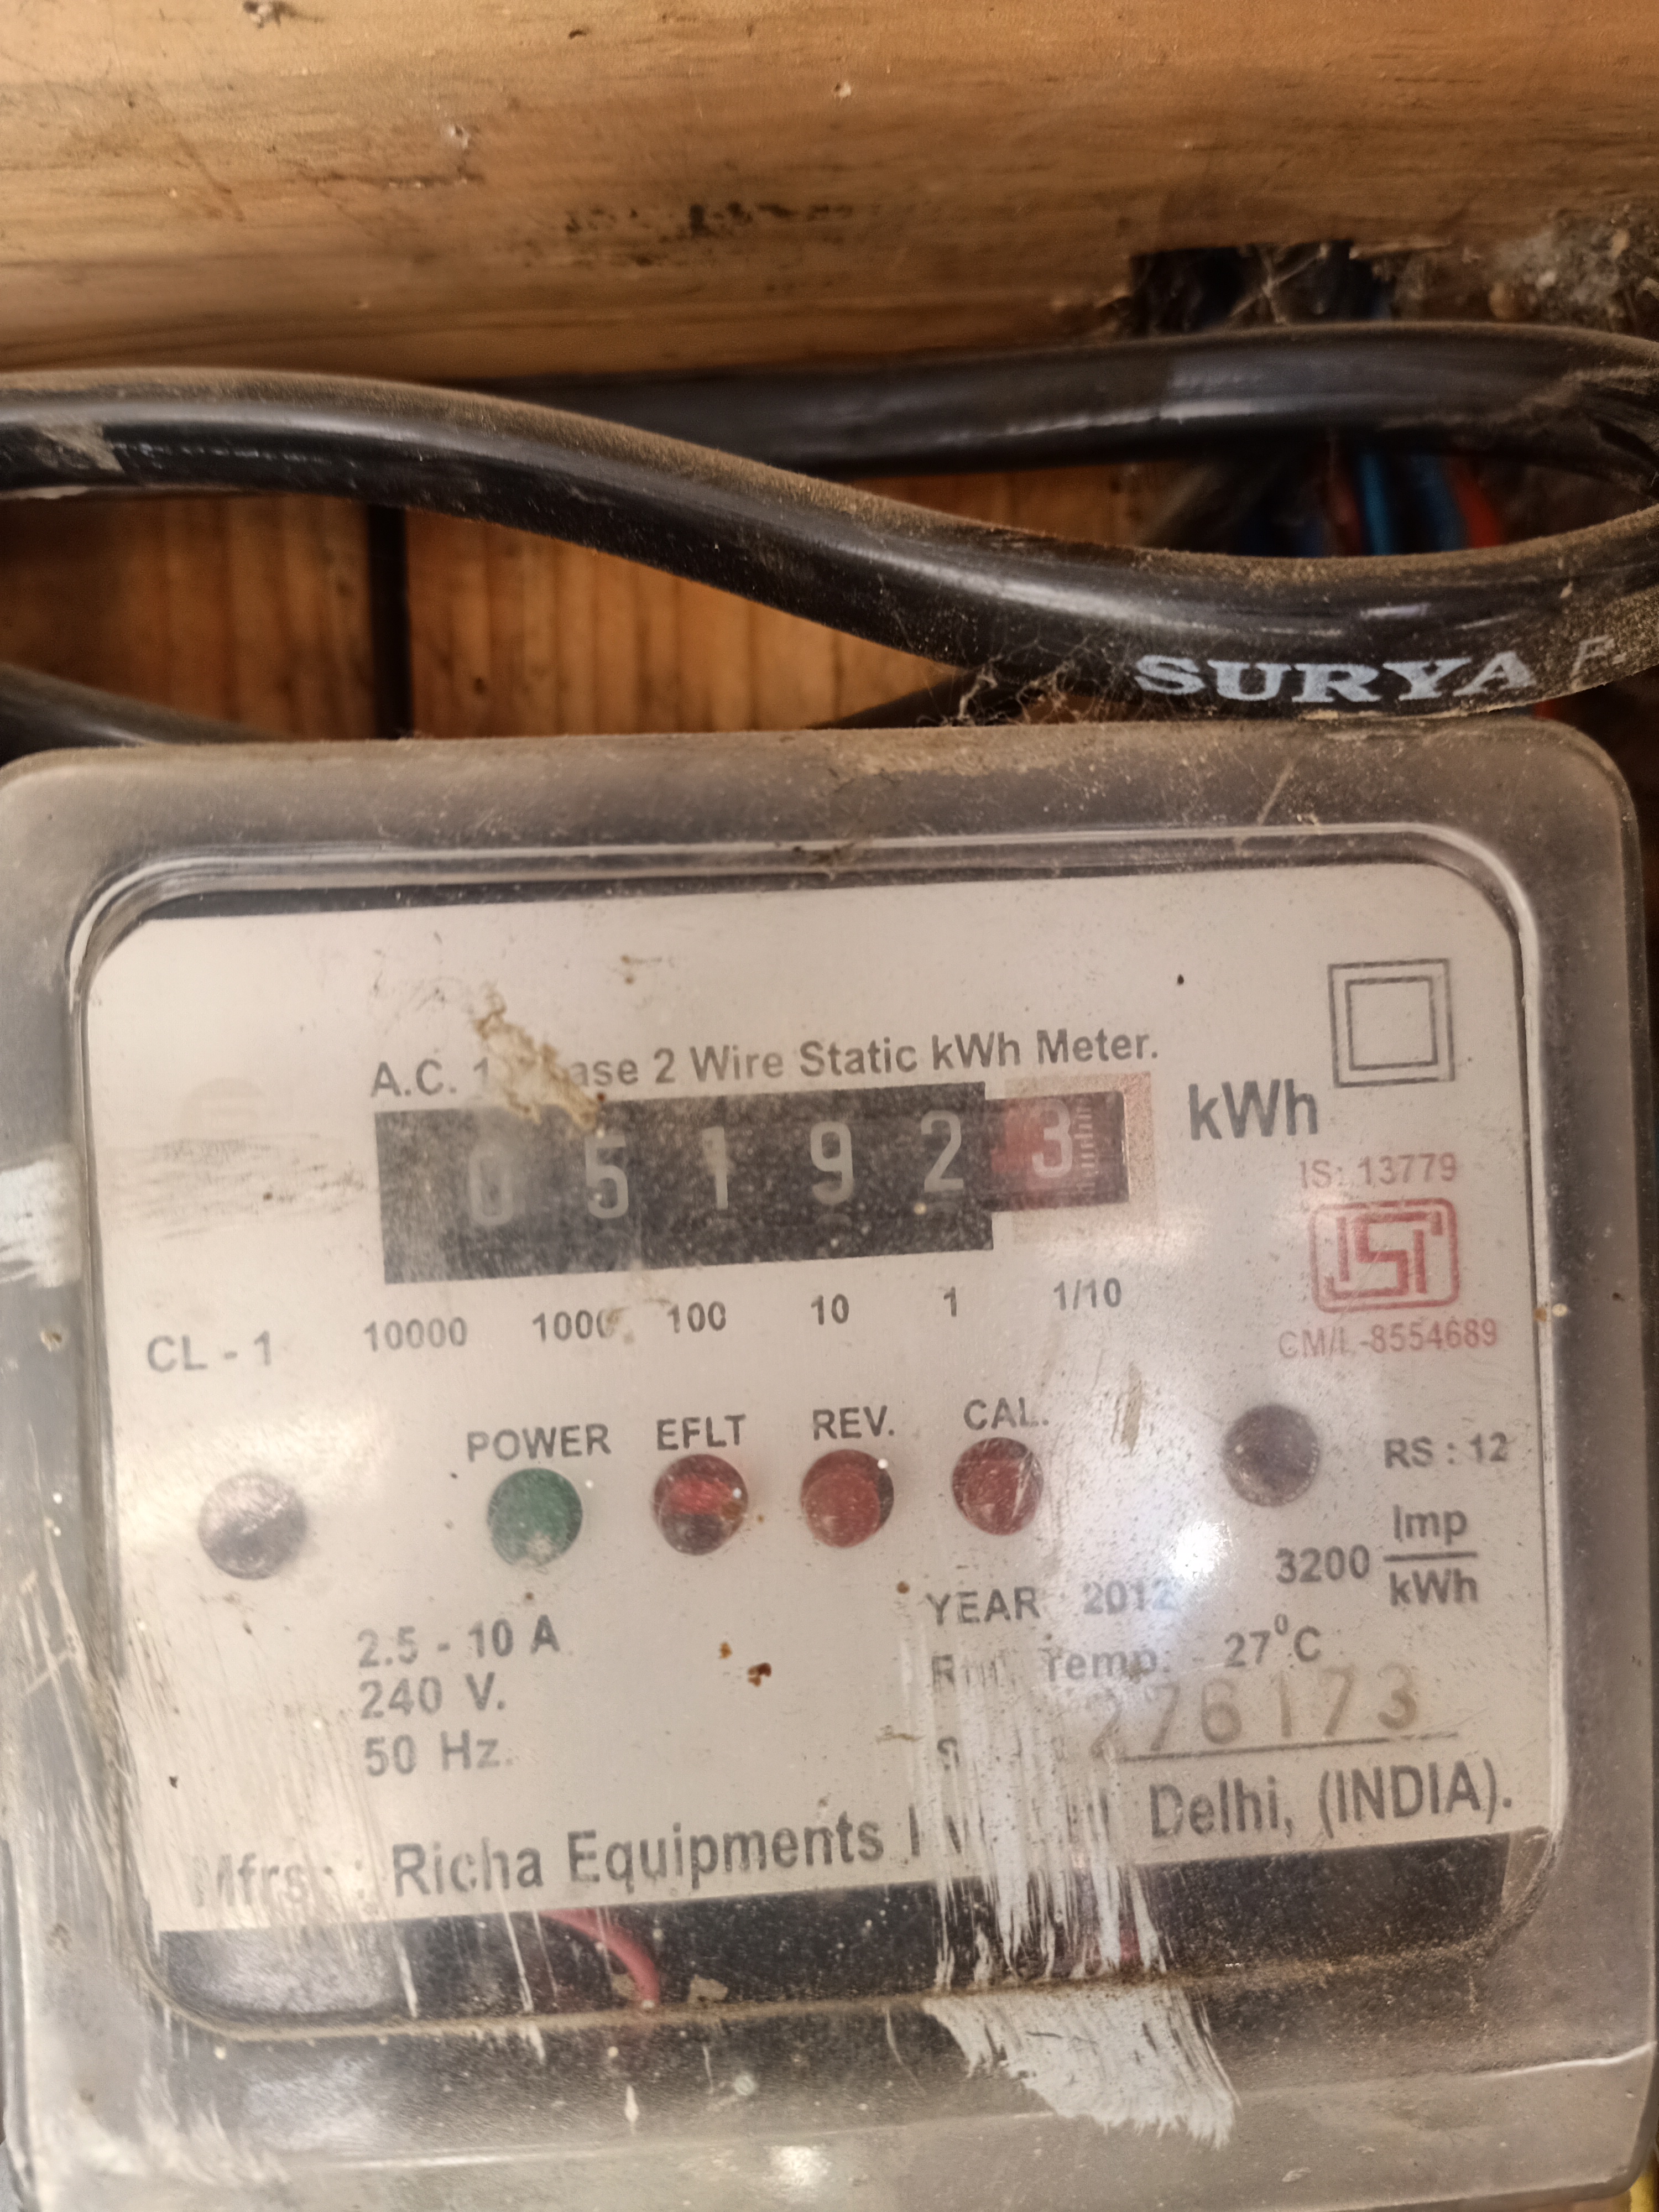 SURYA
A.C. 1 2 Wire Static kWh Meter.
0 5 1 9 2 3 kWh
IS: 13779
ISI
CM/L-8554689
10000 1000 100 10 1 1/10
CL - 1
POWER EFLT REV. CAL.
RS : 12
3200 Imp
kWh
YEAR : 2012
2.5 - 10 A
Temp. - 27°C
240 V.
276173
50 Hz.
Mfrs. : Richa Equipments Delhi, (INDIA).